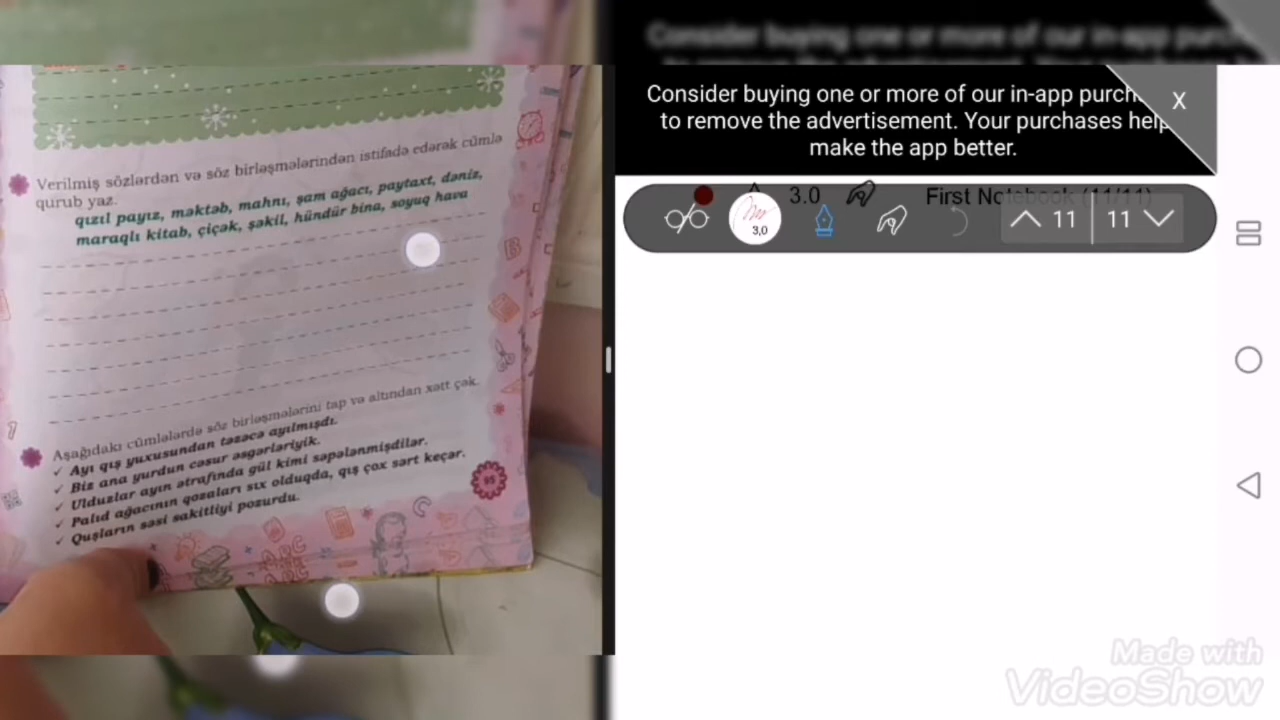 Verilmiş sözlərdən və söz birləşmələrindən istifadə edərək cümlə
qurub yaz.
qızıl payız, məktəb, mahnı, şam ağacı, paytaxt, dəniz,
maraqlı kitab, çiçək, şəkil, hündür bina, soyuq hava
Aşağıdakı cümlələrdə söz birləşmələrini tap və altından xətt çək.
✓ Ayı qış yuxusundan təzəcə ayılmışdı.
✓ Biz ana yurdun cəsur əsgərləriyik.
✓ Ulduzlar ayın ətrafında gül kimi səpələnmişdilər.
✓ Palıd ağacının qozaları sıx olduqda, qış çox sərt keçər.
✓ Quşların səsi sakitliyi pozurdu.
ABC
Consider buying one or more of our in-app purch
to remove the advertisement. Your purchases help
make the app better.
X
3.0 First Notebook (11/11)
3,0
11 11
Made with
VideoShow